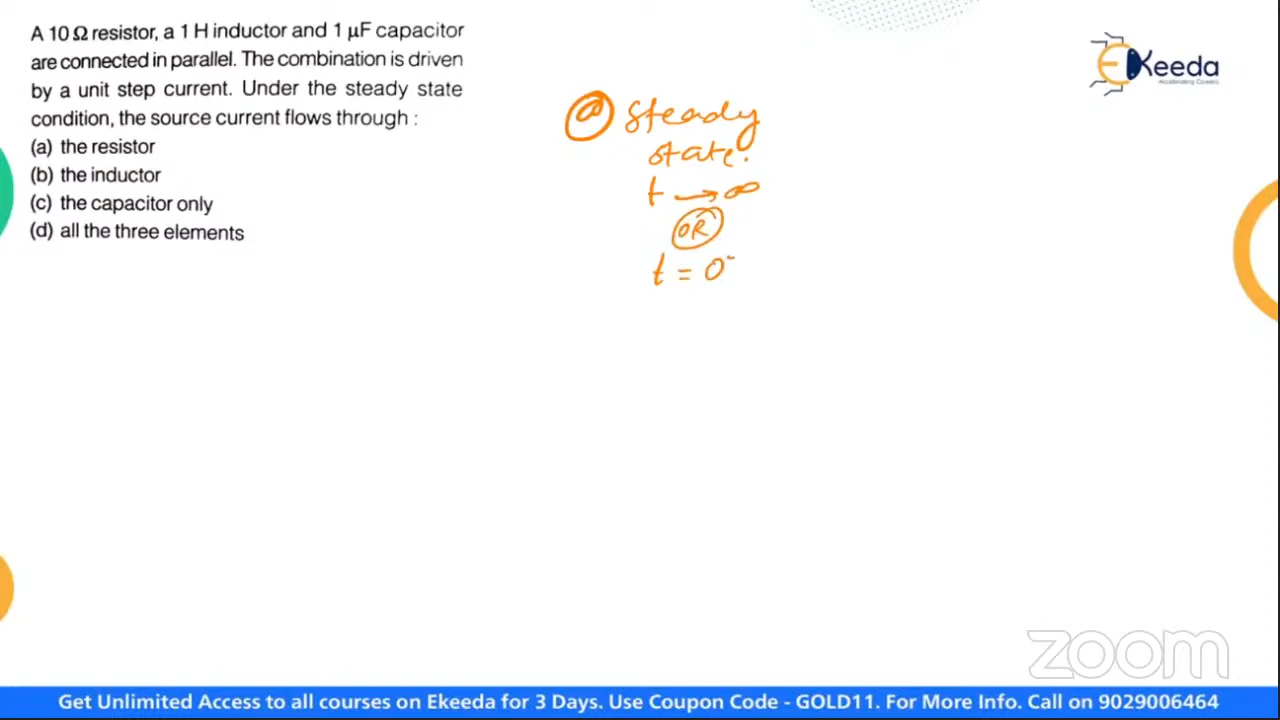 A 10 Ω resistor, a 1 H inductor and 1 μF capacitor
are connected in parallel. The combination is driven
by a unit step current. Under the steady state
condition, the source current flows through :
(a) the resistor
(b) the inductor
(c) the capacitor only
(d) all the three elements
@ steady
state.
t → ∞
OR
t = 0⁻
Ekeeda
Accelerating Careers
zoom
Get Unlimited Access to all courses on Ekeeda for 3 Days. Use Coupon Code - GOLD11. For More Info. Call on 9029006464